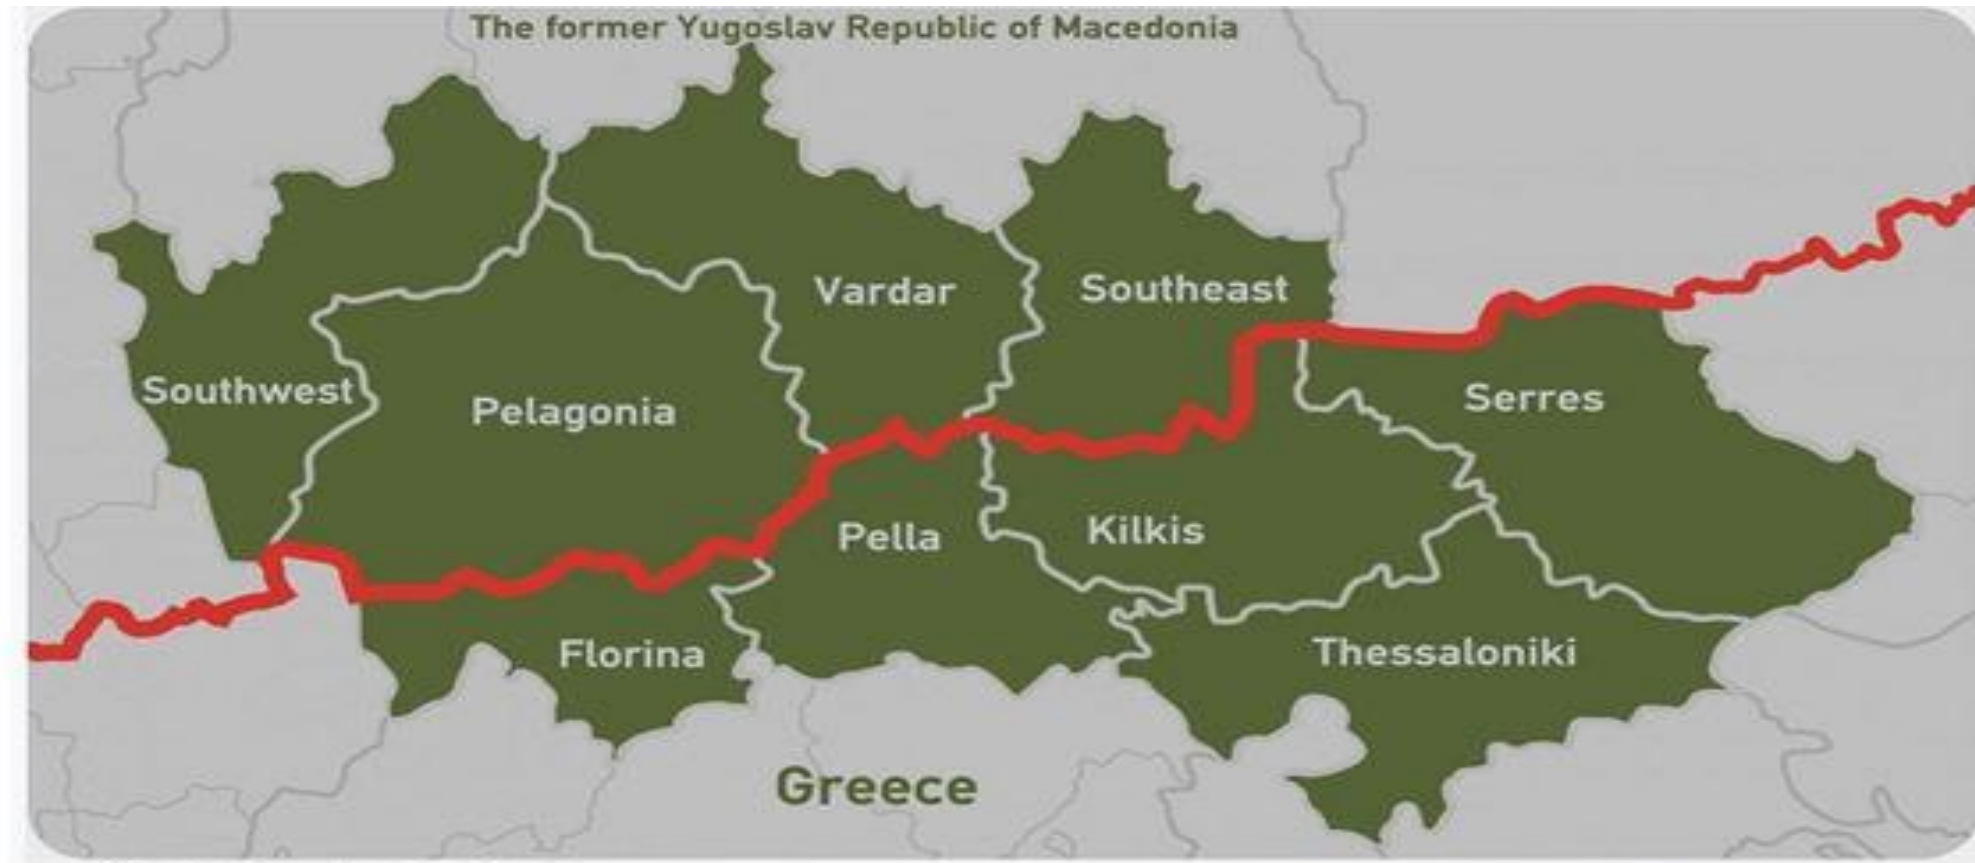 The former Yugoslav Republic of Macedonia
Vardar
Southeast
Southwest
Pelagonia
Serres
Pella
Kilkis
Florina
Thessaloniki
Greece